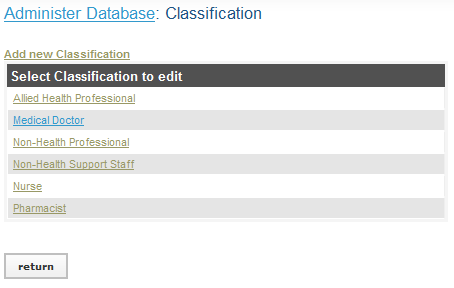 Administer Database: Classification
Add new Classification
Select Classification to edit
Allied Health Professional
Medical Doctor
Non-Health Professional
Non-Health Support Staff
Nurse
Pharmacist
return